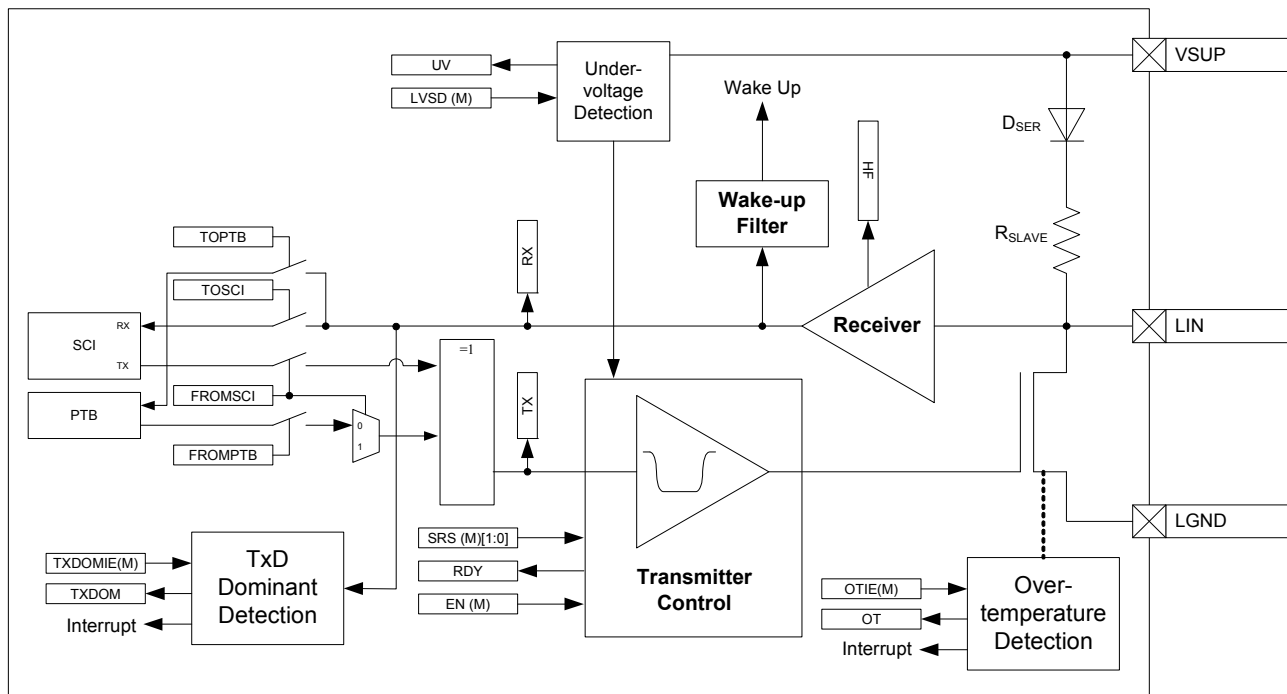 VSUP
UV
Under-
voltage
Detection
LVSD (M)
Wake Up
DSER
HF
Wake-up
Filter
RSLAVE
TOPTB
RX
TOSCI
RX
SCI
TX
Receiver
LIN
=1
FROMSCI
TX
PTB
0
1
FROMPTB
SRS (M)[1:0]
RDY
EN (M)
Transmitter
Control
LGND
TXDOMIE(M)
TXDOM
Interrupt
TxD
Dominant
Detection
OTIE(M)
OT
Interrupt
Over-
temperature
Detection